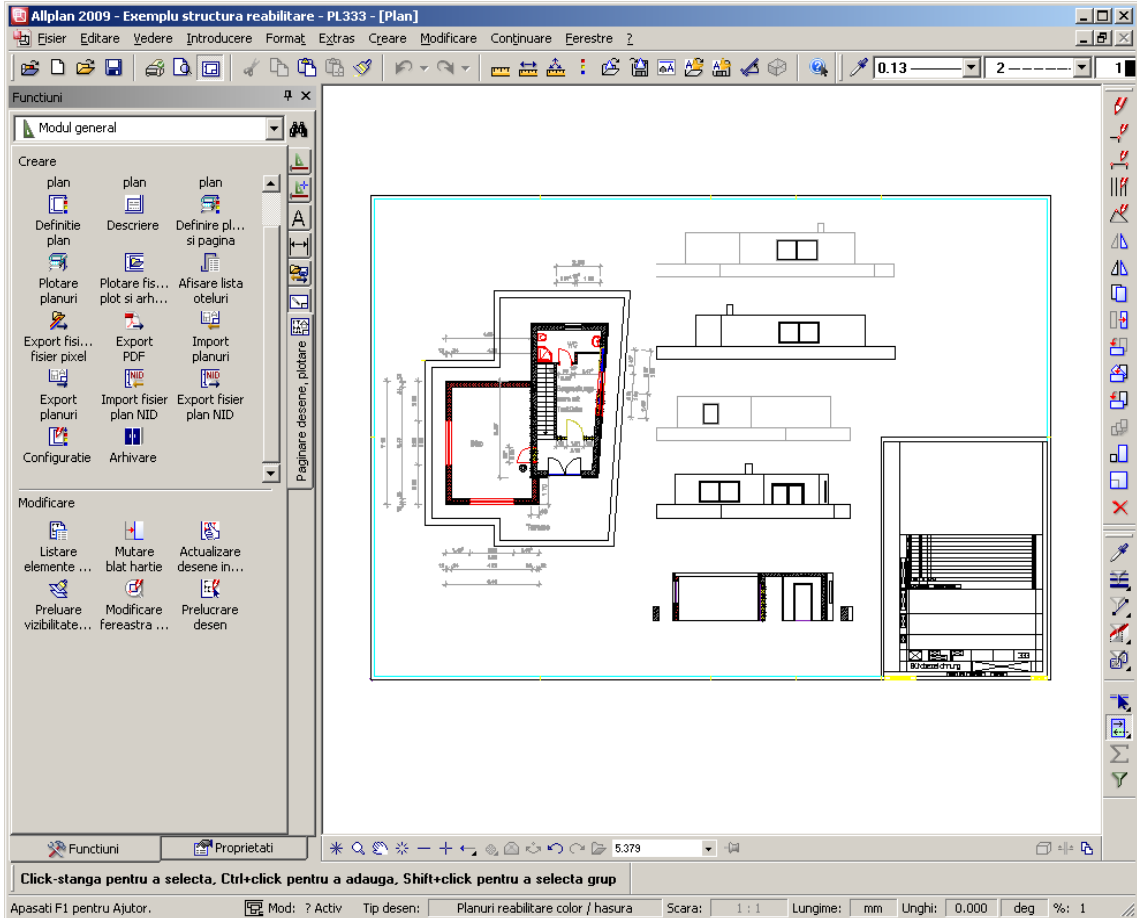 Allplan 2009 - Exemplu structura reabilitare - PL333 - [Plan]
Fisier Editare Vedere Introducere Format Extras Creare Modificare Continuare Ferestre ?
0.13 2 1
Functiuni
Modul general
Creare
plan plan plan
Definitie plan
Descriere
Definire pl... si pagina
Plotare planuri
Plotare fis... plot si arh...
Afisare lista oteluri
Export fisi... fisier pixel
Export PDF
Import planuri
Export planuri
Import fisier plan NID
Export fisier plan NID
Configuratie
Arhivare
Paginare desene, plotare
Modificare
Listare elemente ...
Mutare blat hartie
Actualizare desene in...
Preluare vizibilitate...
Modificare fereastra ...
Prelucrare desen
WC
Terrasse
333
Functiuni
Proprietati
5.379
Click-stanga pentru a selecta, Ctrl+click pentru a adauga, Shift+click pentru a selecta grup
Apasati F1 pentru Ajutor. Mod: ? Activ Tip desen: Planuri reabilitare color / hasura Scara: 1 : 1 Lungime: mm Unghi: 0.000 deg %: 1